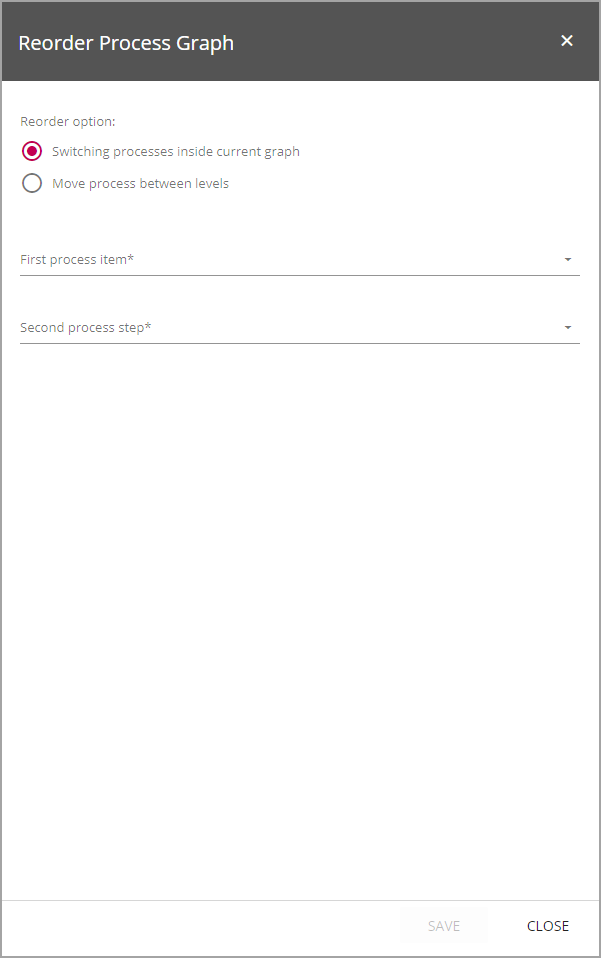 Reorder Process Graph
Reorder option:
Switching processes inside current graph
Move process between levels
First process item*
Second process step*
SAVE
CLOSE